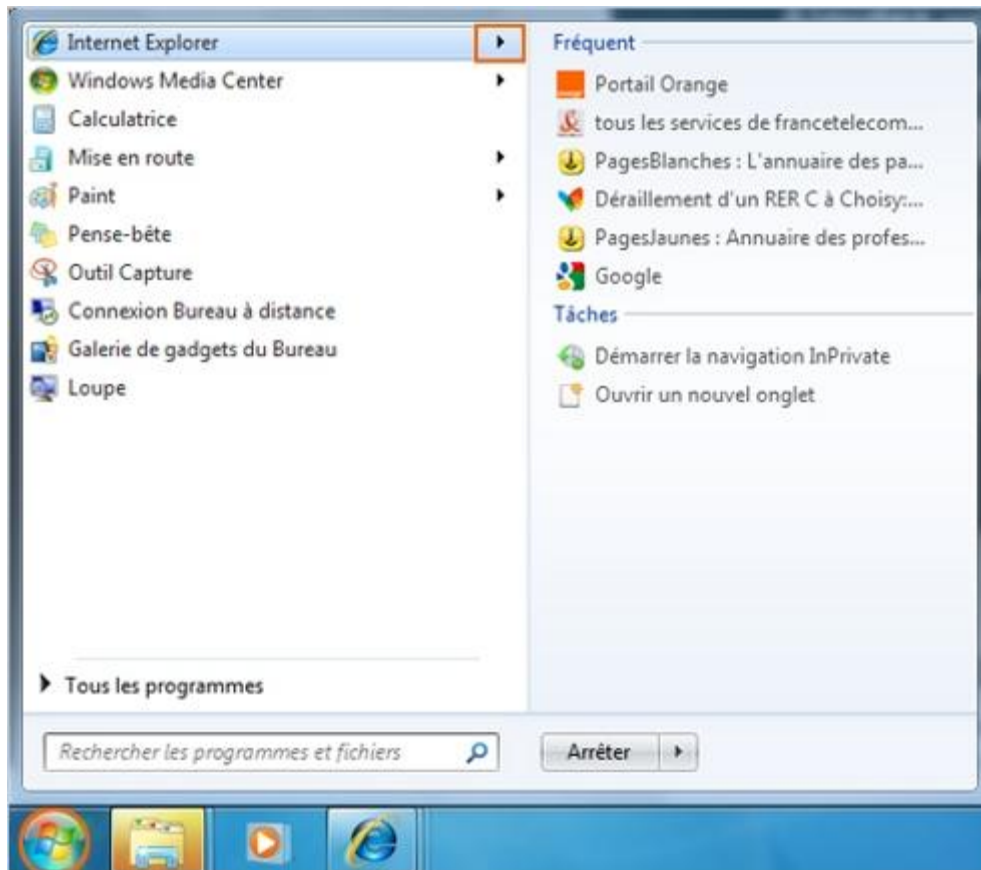 Internet Explorer
Windows Media Center
Calculatrice
Mise en route
Paint
Pense-bête
Outil Capture
Connexion Bureau à distance
Galerie de gadgets du Bureau
Loupe
Tous les programmes
Rechercher les programmes et fichiers
Fréquent
Portail Orange
tous les services de francetelecom...
PagesBlanches : L'annuaire des pa...
Déraillement d'un RER C à Choisy:...
PagesJaunes : Annuaire des profes...
Google
Tâches
Démarrer la navigation InPrivate
Ouvrir un nouvel onglet
Arrêter